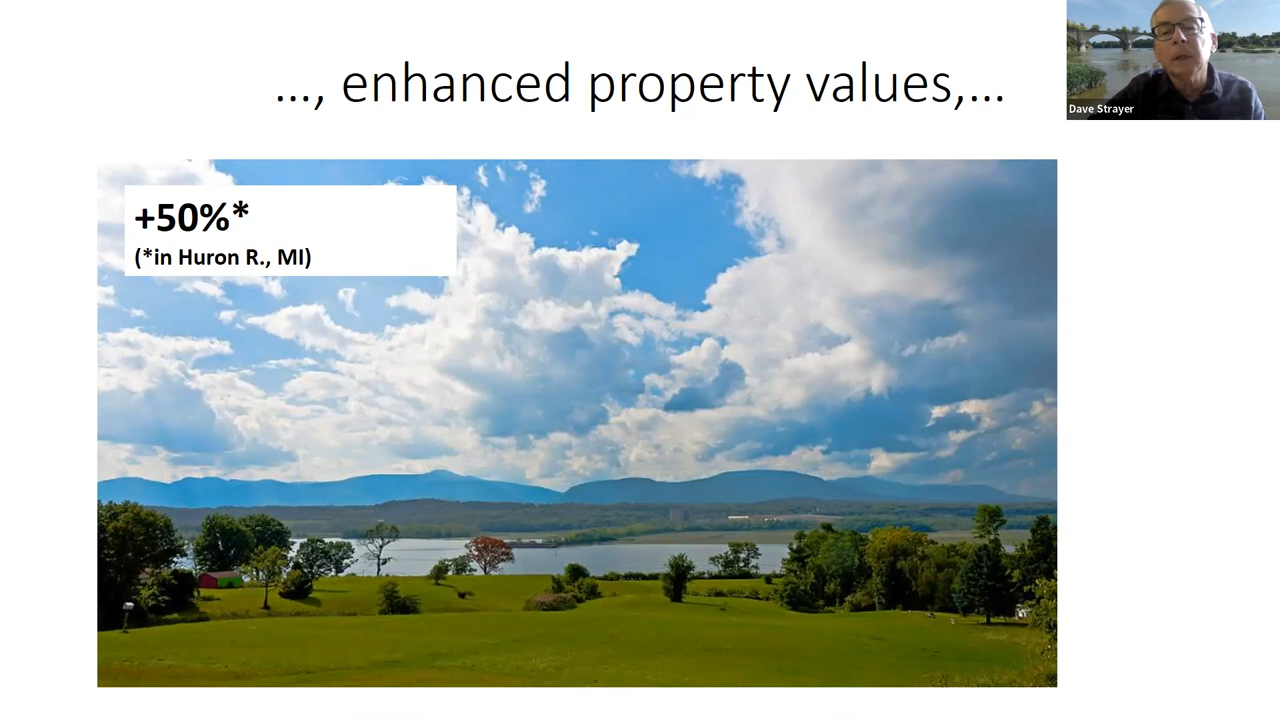 …, enhanced property values,…
Dave Strayer
+50%*
(*in Huron R., MI)